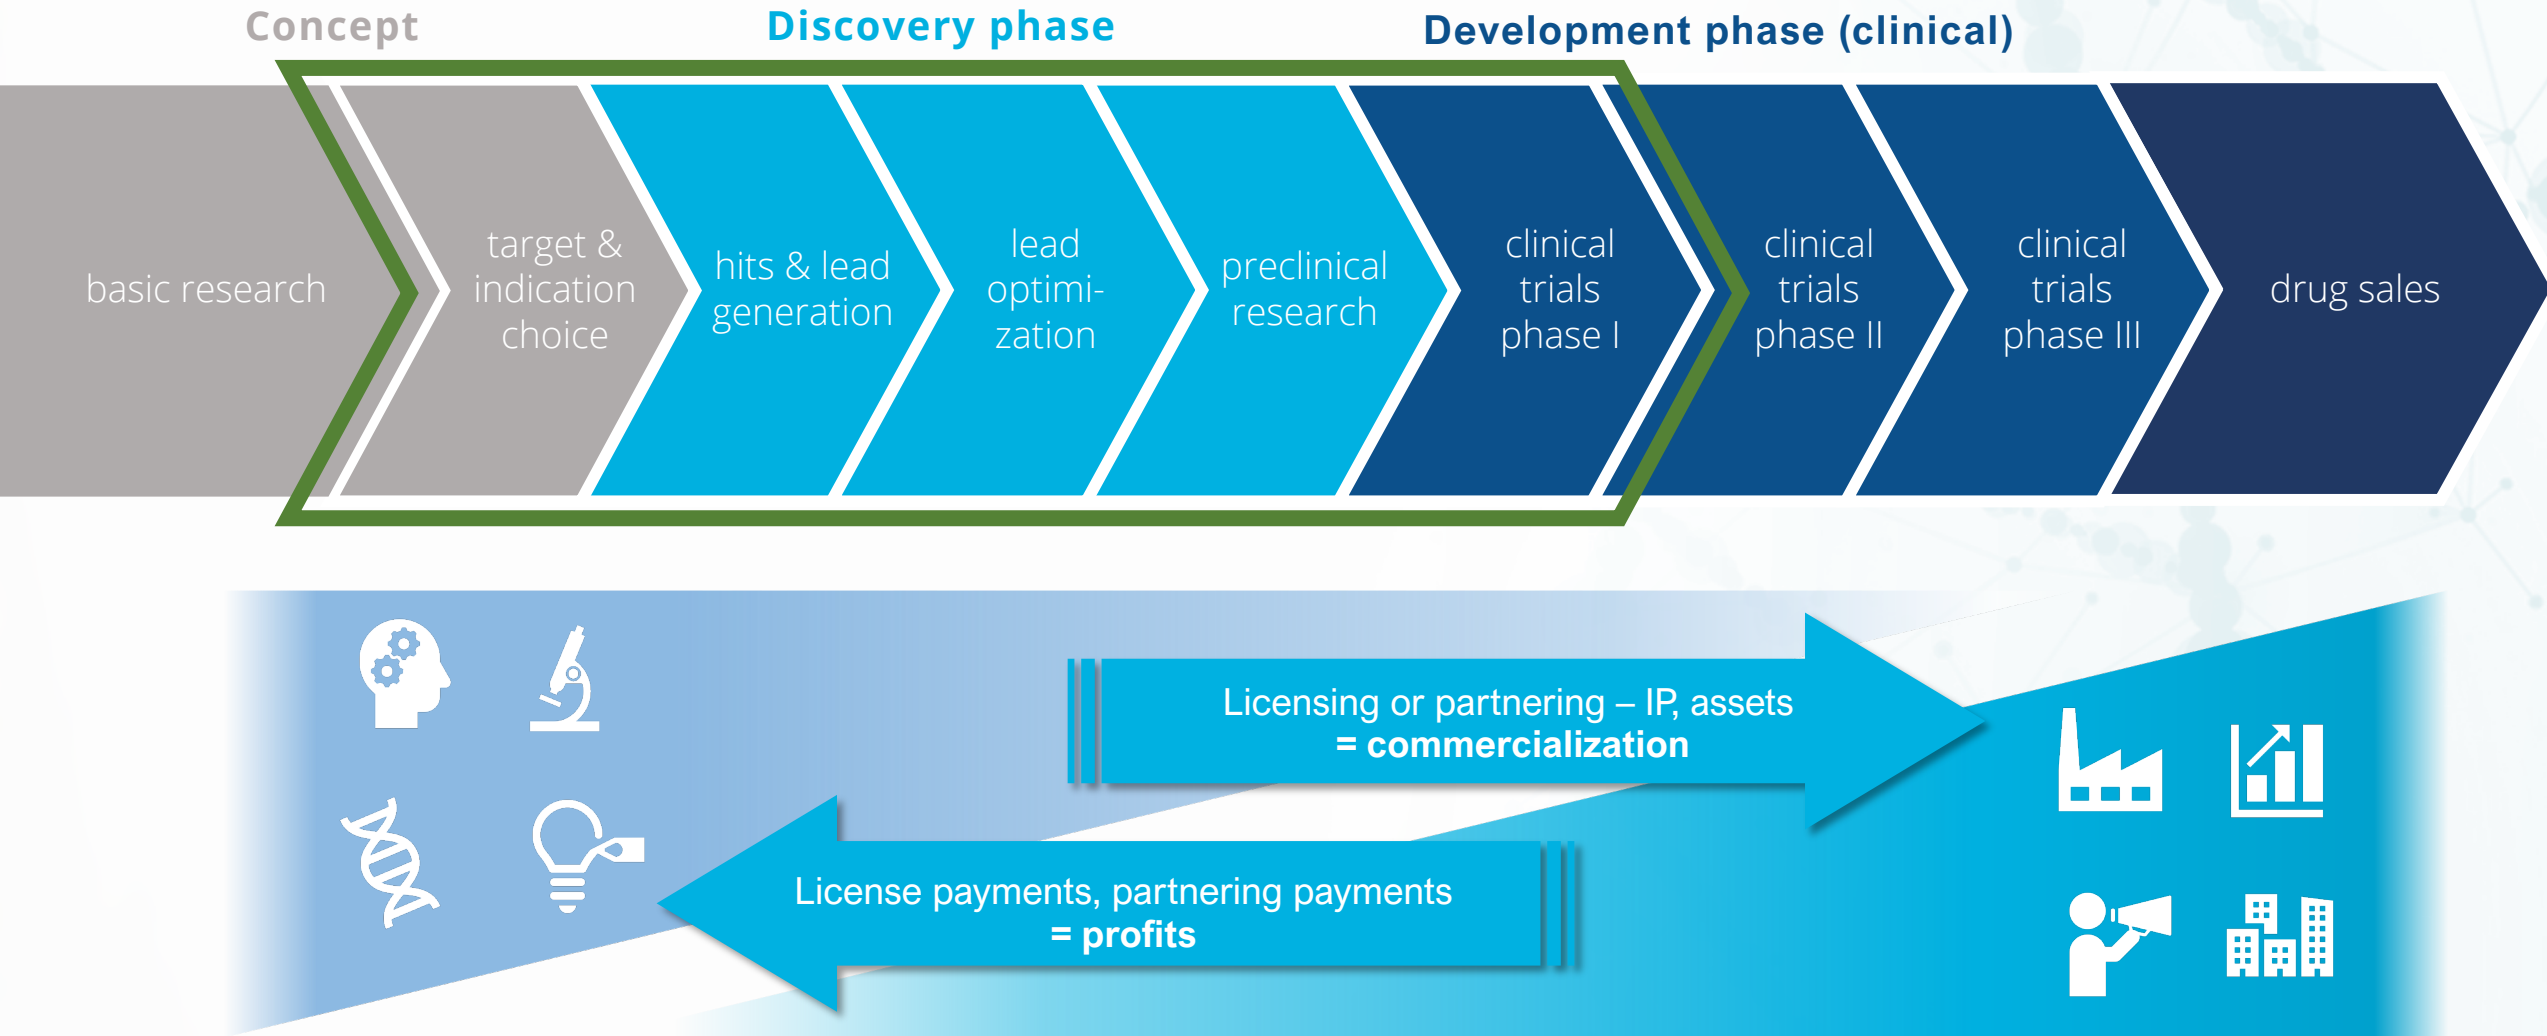 Concept
Discovery phase
Development phase (clinical)
basic research
target &
indication
choice
hits & lead
generation
lead
optimi-
zation
preclinical
research
clinical
trials
phase I
clinical
trials
phase II
clinical
trials
phase III
drug sales
Licensing or partnering – IP, assets
= commercialization
License payments, partnering payments
= profits